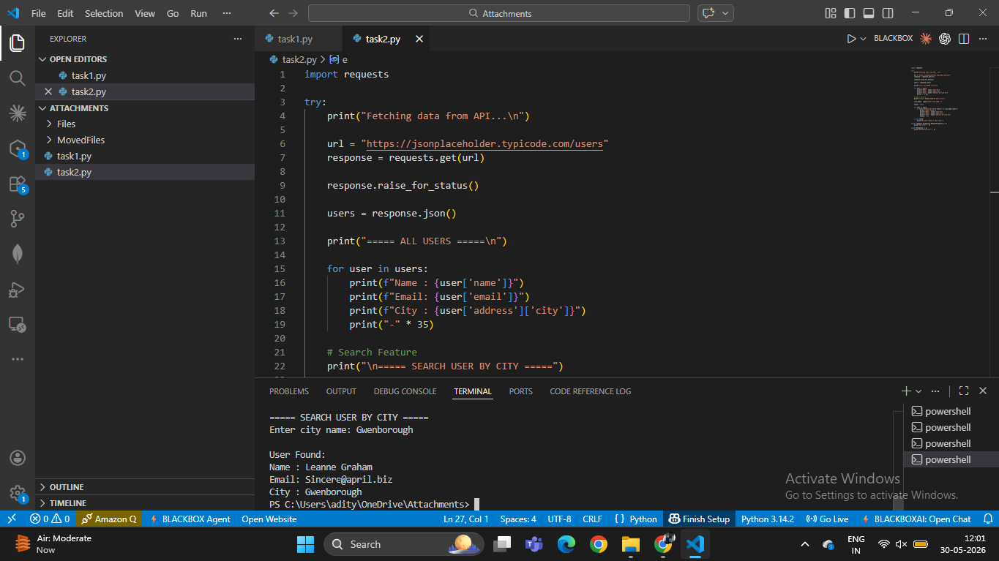 File Edit Selection View Go Run ···
Attachments
EXPLORER
OPEN EDITORS
task1.py
task2.py
ATTACHMENTS
Files
MovedFiles
task1.py
task2.py
OUTLINE
TIMELINE
1
5
1
task1.py
task2.py
BLACKBOX
task2.py > e
1 import requests
2
3 try:
4     print("Fetching data from API...\n")
5
6     url = "https://jsonplaceholder.typicode.com/users"
7     response = requests.get(url)
8
9     response.raise_for_status()
10
11     users = response.json()
12
13     print("===== ALL USERS =====\n")
14
15     for user in users:
16         print(f"Name : {user['name']}")
17         print(f"Email: {user['email']}")
18         print(f"City : {user['address']['city']}")
19         print("-" * 35)
20
21     # Search Feature
22     print("\n===== SEARCH USER BY CITY =====")
PROBLEMS OUTPUT DEBUG CONSOLE TERMINAL PORTS CODE REFERENCE LOG
===== SEARCH USER BY CITY =====
Enter city name: Gwenborough
User Found:
Name : Leanne Graham
Email: Sincere@april.biz
City : Gwenborough
PS C:\Users\adity\OneDrive\Attachments>
powershell
powershell
powershell
powershell
Activate Windows
Go to Settings to activate Windows.
0 0 Amazon Q BLACKBOX Agent Open Website Ln 27, Col 1 Spaces: 4 UTF-8 CRLF { } Python Finish Setup Python 3.14.2 Go Live BLACKBOXAI: Open Chat
Air: Moderate
Now
Search
ENG
IN
12:01
30-05-2026